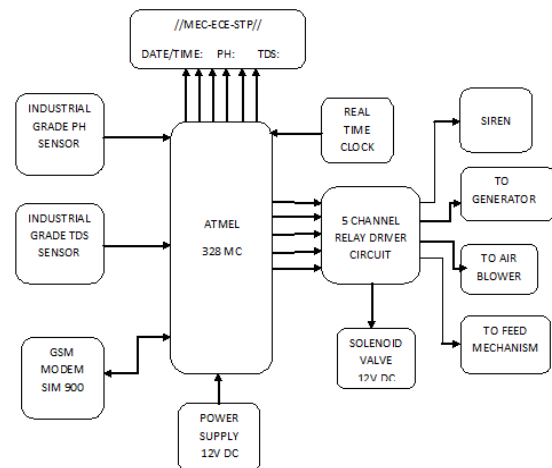 //MEC-ECE-STP//
DATE/TIME: PH: TDS:
INDUSTRIAL
GRADE PH
SENSOR
REAL
TIME
CLOCK
SIREN
TO
GENERATOR
ATMEL
328 MC
5 CHANNEL
RELAY DRIVER
CIRCUIT
INDUSTRIAL
GRADE TDS
SENSOR
TO AIR
BLOWER
TO FEED
MECHANISM
SOLENOID
VALVE
12V DC
GSM
MODEM
SIM 900
POWER
SUPPLY
12V DC